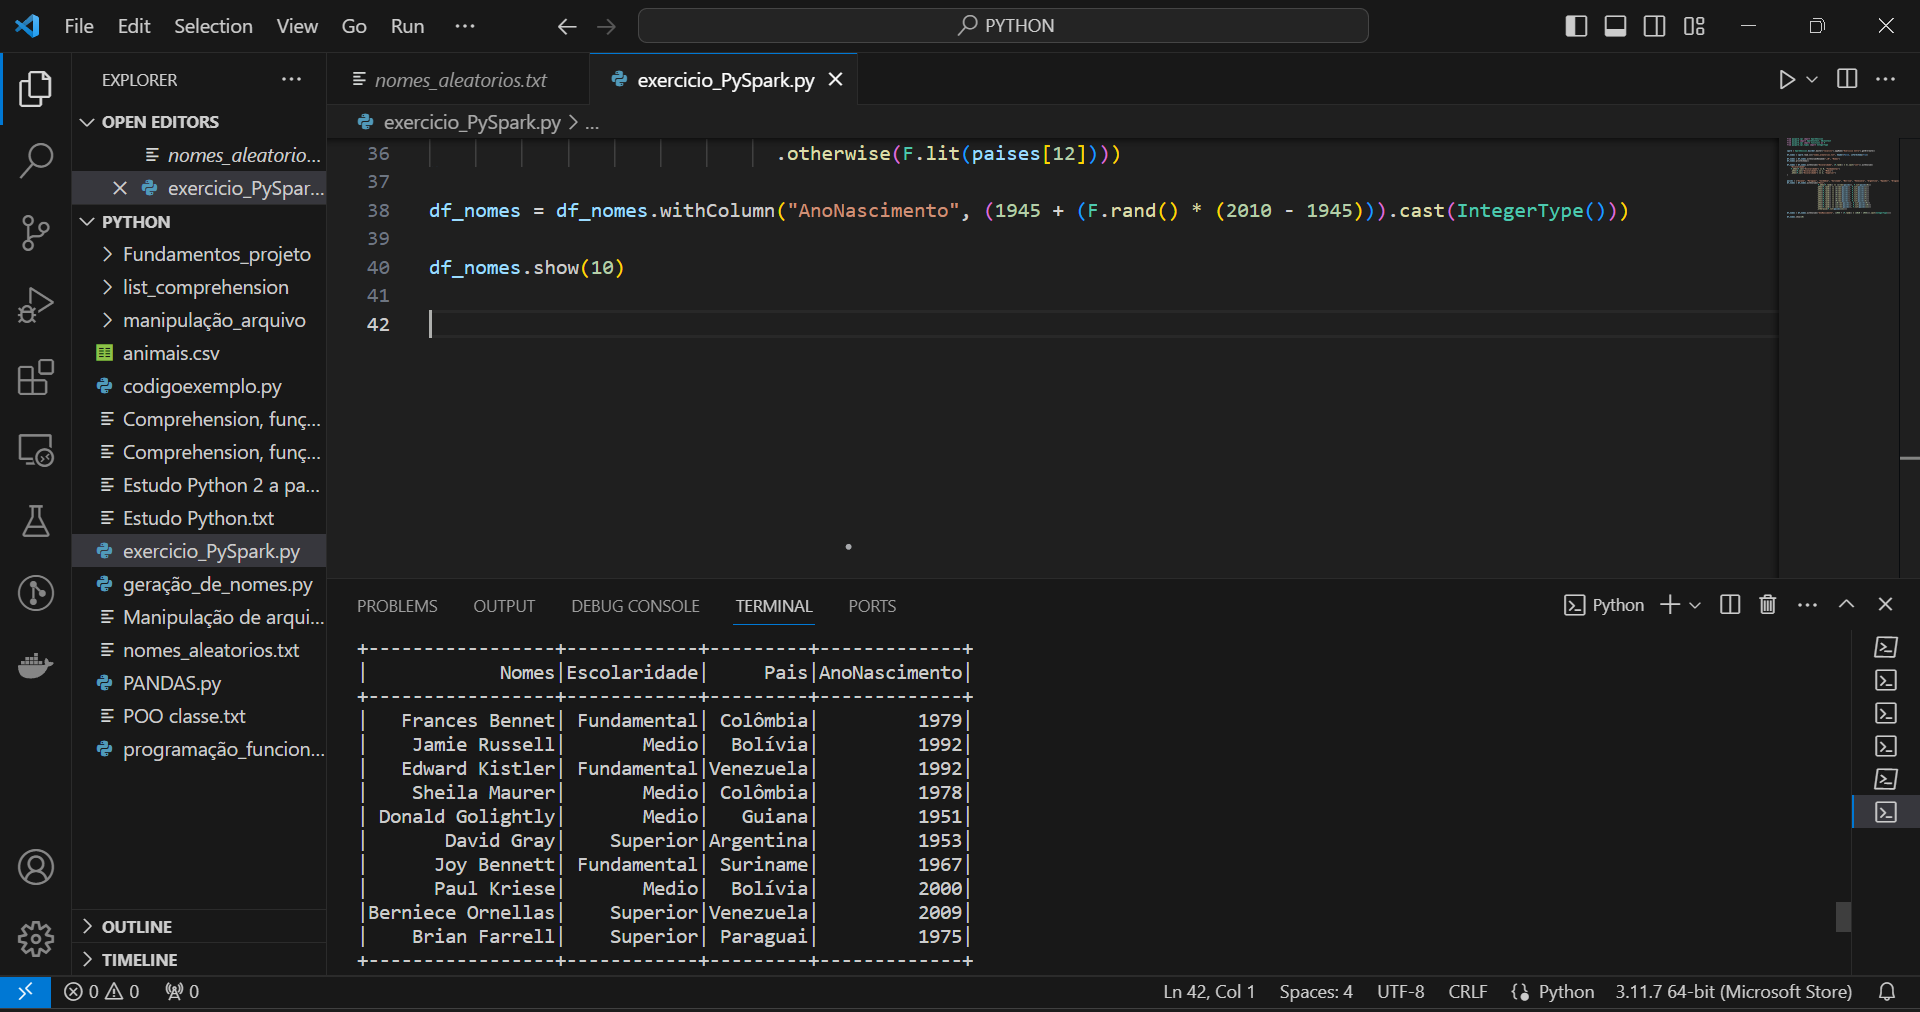 File Edit Selection View Go Run ··· PYTHON
EXPLORER ···
OPEN EDITORS
nomes_aleatorio...
exercicio_PySpar...
PYTHON
Fundamentos_projeto
list_comprehension
manipulação_arquivo
animais.csv
codigoexemplo.py
Comprehension, funç...
Comprehension, funç...
Estudo Python 2 a pa...
Estudo Python.txt
exercicio_PySpark.py
geração_de_nomes.py
Manipulação de arqui...
nomes_aleatorios.txt
PANDAS.py
POO classe.txt
programação_funcion...
OUTLINE
TIMELINE
nomes_aleatorios.txt exercicio_PySpark.py
exercicio_PySpark.py > ...
36 .otherwise(F.lit(paises[12])))
37
38 df_nomes = df_nomes.withColumn("AnoNascimento", (1945 + (F.rand() * (2010 - 1945))).cast(IntegerType()))
39
40 df_nomes.show(10)
41
42
PROBLEMS OUTPUT DEBUG CONSOLE TERMINAL PORTS Python
+-----------------+------------+---------+-------------+
|            Nomes|Escolaridade|     Pais|AnoNascimento|
+-----------------+------------+---------+-------------+
|   Frances Bennet| Fundamental| Colômbia|         1979|
|    Jamie Russell|       Medio|  Bolívia|         1992|
|   Edward Kistler| Fundamental|Venezuela|         1992|
|    Sheila Maurer|       Medio| Colômbia|         1978|
| Donald Golightly|       Medio|   Guiana|         1951|
|       David Gray|    Superior|Argentina|         1953|
|      Joy Bennett| Fundamental| Suriname|         1967|
|      Paul Kriese|       Medio|  Bolívia|         2000|
|Berniece Ornellas|    Superior|Venezuela|         2009|
|    Brian Farrell|    Superior| Paraguai|         1975|
+-----------------+------------+---------+-------------+
0 0 0 Ln 42, Col 1 Spaces: 4 UTF-8 CRLF Python 3.11.7 64-bit (Microsoft Store)